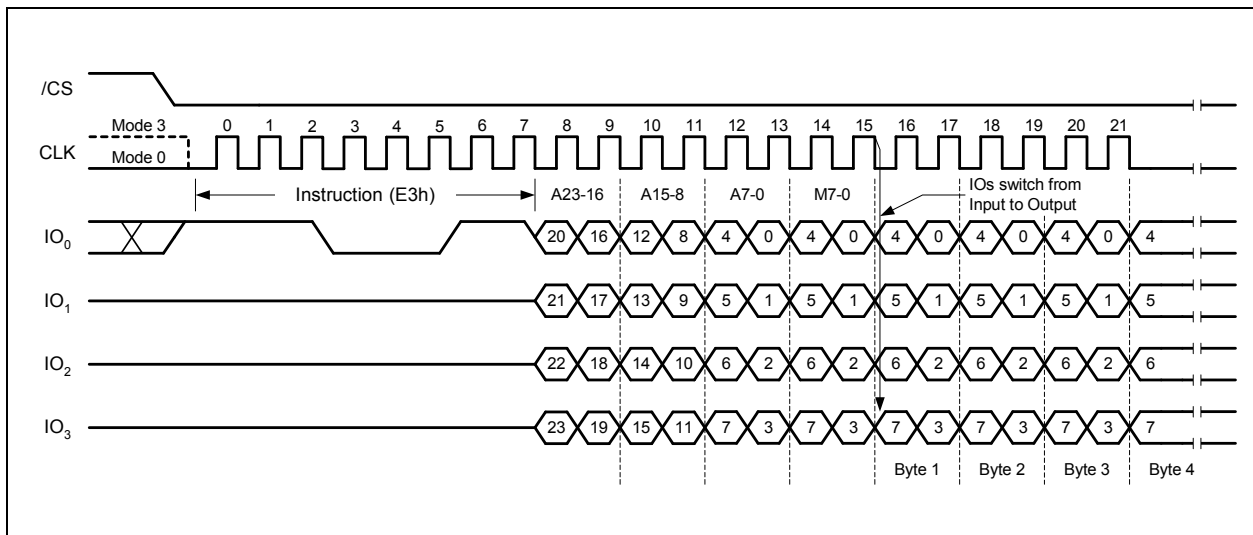 /CS
Mode 3 0 1 2 3 4 5 6 7 8 9 10 11 12 13 14 15 16 17 18 19 20 21
CLK Mode 0
Instruction (E3h) A23-16 A15-8 A7-0 M7-0 IOs switch from
Input to Output
IO0 20 16 12 8 4 0 4 0 4 0 4 0 4 0 4
IO1 21 17 13 9 5 1 5 1 5 1 5 1 5 1 5
IO2 22 18 14 10 6 2 6 2 6 2 6 2 6 2 6
IO3 23 19 15 11 7 3 7 3 7 3 7 3 7 3 7
Byte 1 Byte 2 Byte 3 Byte 4